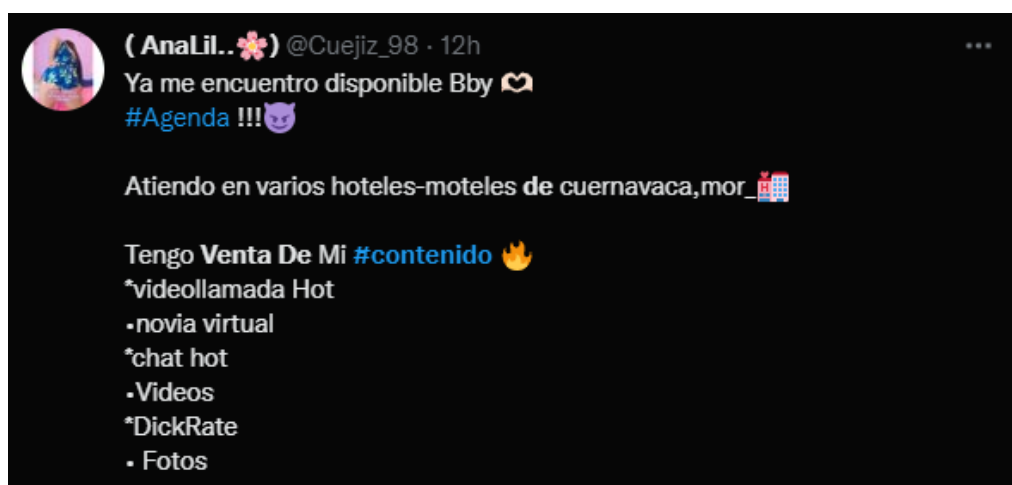 ( AnaLil..🌸) @Cuejiz_98 · 12h
Ya me encuentro disponible Bby 🫶🏻
#Agenda !!!😈
Atiendo en varios hoteles-moteles de cuernavaca,mor_🏩
Tengo Venta De Mi #contenido 🔥
*videollamada Hot
•novia virtual
*chat hot
•Videos
*DickRate
• Fotos